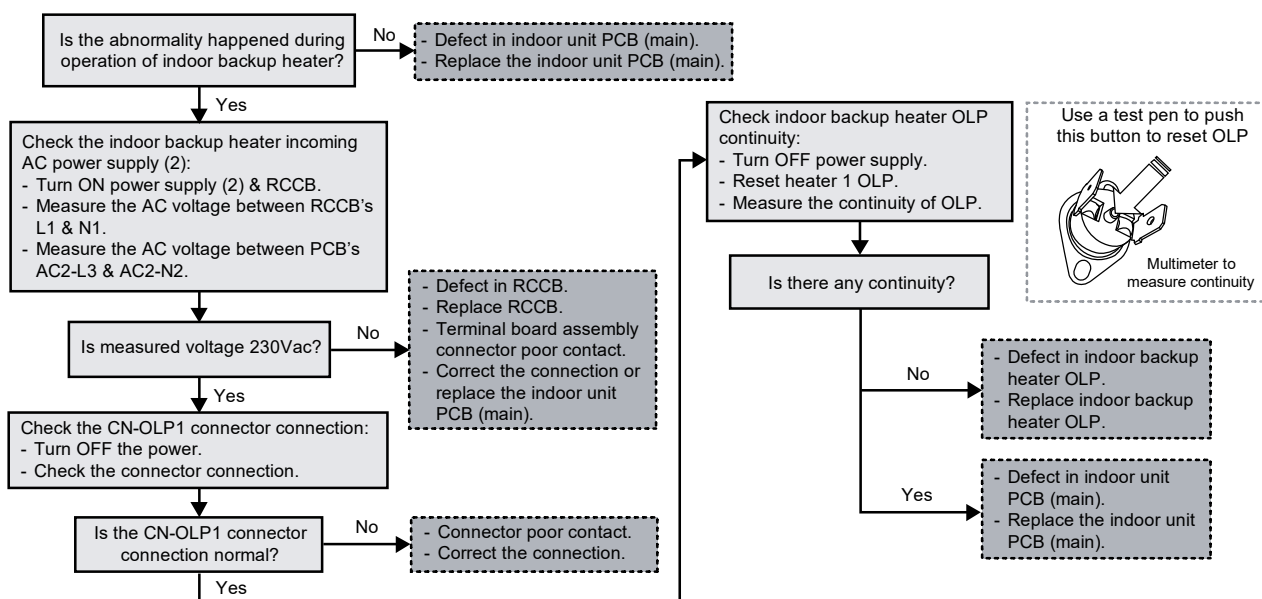 Is the abnormality happened during
operation of indoor backup heater?
No
- Defect in indoor unit PCB (main).
- Replace the indoor unit PCB (main).
Yes
Check the indoor backup heater incoming
AC power supply (2):
- Turn ON power supply (2) & RCCB.
- Measure the AC voltage between RCCB's
L1 & N1.
- Measure the AC voltage between PCB's
AC2-L3 & AC2-N2.
Is measured voltage 230Vac?
No
- Defect in RCCB.
- Replace RCCB.
- Terminal board assembly
connector poor contact.
- Correct the connection or
replace the indoor unit
PCB (main).
Yes
Check the CN-OLP1 connector connection:
- Turn OFF the power.
- Check the connector connection.
Is the CN-OLP1 connector
connection normal?
No
- Connector poor contact.
- Correct the connection.
Yes
Check indoor backup heater OLP
continuity:
- Turn OFF power supply.
- Reset heater 1 OLP.
- Measure the continuity of OLP.
Use a test pen to push
this button to reset OLP
Multimeter to
measure continuity
Is there any continuity?
No
- Defect in indoor backup
heater OLP.
- Replace indoor backup
heater OLP.
Yes
- Defect in indoor unit
PCB (main).
- Replace the indoor unit
PCB (main).